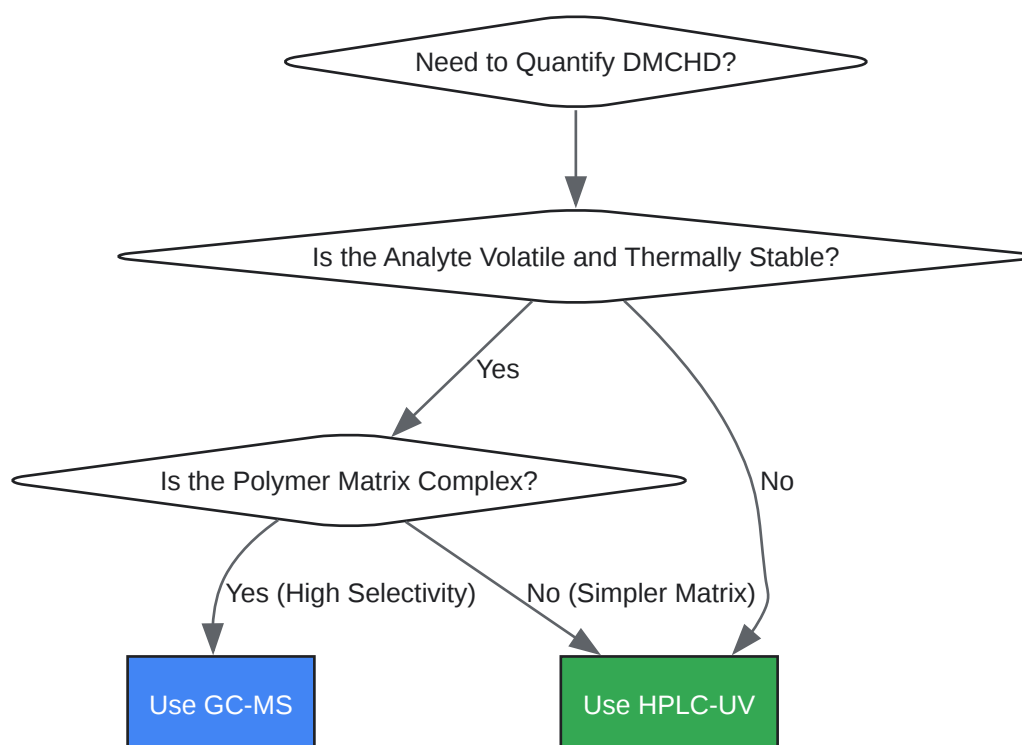 Need to Quantify DMCHD?
Is the Analyte Volatile and Thermally Stable?
Yes
Is the Polymer Matrix Complex?
No
Yes (High Selectivity)
No (Simpler Matrix)
Use GC-MS
Use HPLC-UV